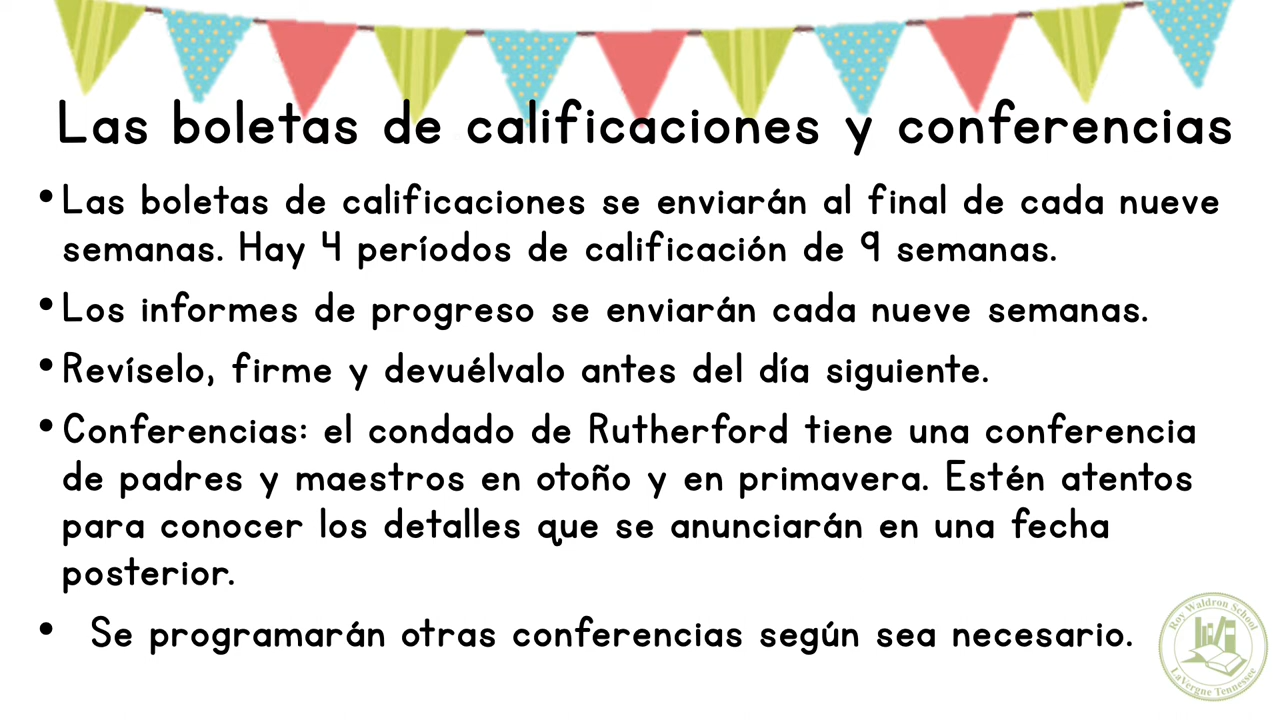 Las boletas de calificaciones y conferencias
• Las boletas de calificaciones se enviarán al final de cada nueve
semanas. Hay 4 períodos de calificación de 9 semanas.
• Los informes de progreso se enviarán cada nueve semanas.
• Revíselo, firme y devuélvalo antes del día siguiente.
• Conferencias: el condado de Rutherford tiene una conferencia
de padres y maestros en otoño y en primavera. Estén atentos
para conocer los detalles que se anunciarán en una fecha
posterior.
• Se programarán otras conferencias según sea necesario.
Roy Waldron School
LaVergne Tennessee